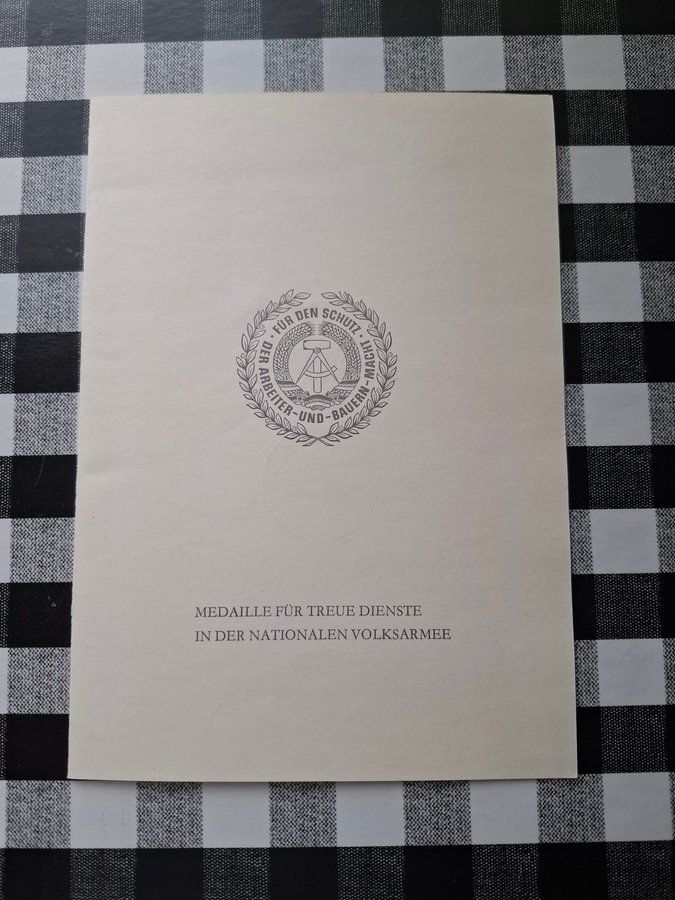 · FÜR DEN SCHUTZ ·
DER ARBEITER-UND-BAUERN-MACHT
MEDAILLE FÜR TREUE DIENSTE
IN DER NATIONALEN VOLKSARMEE